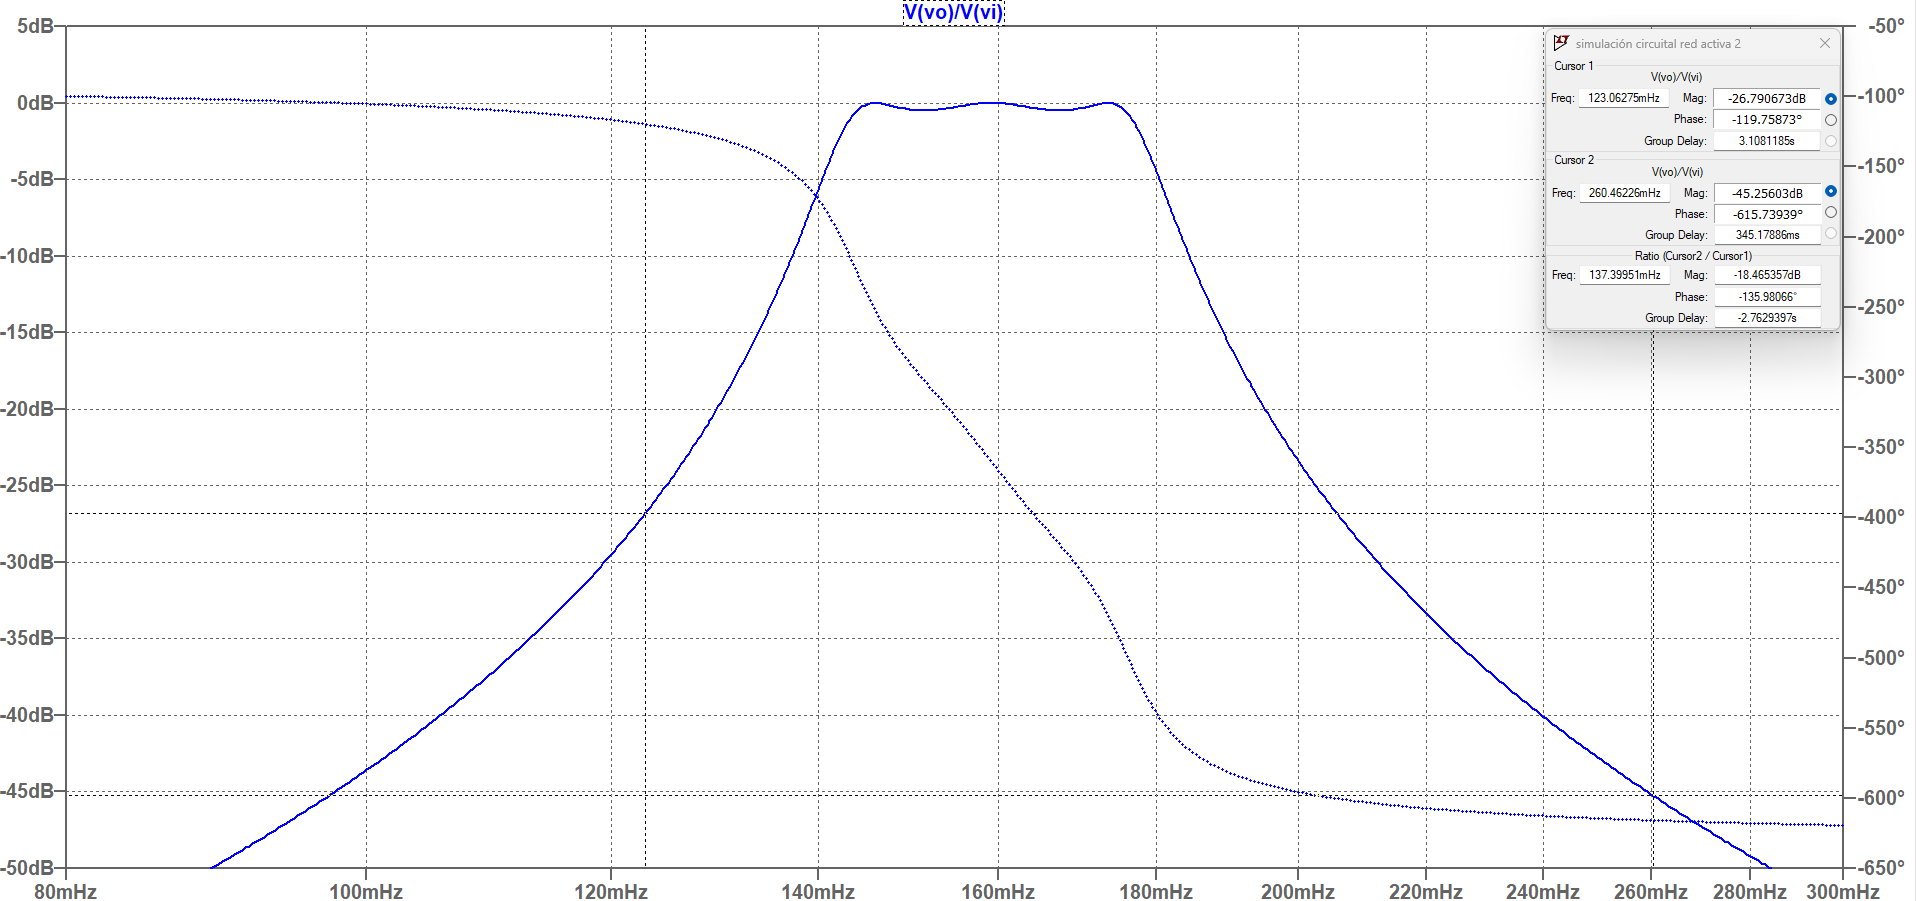 V(vo)/V(vi)
5dB
0dB
-5dB
-10dB
-15dB
-20dB
-25dB
-30dB
-35dB
-40dB
-45dB
-50dB
-50°
-100°
-150°
-200°
-250°
-300°
-350°
-400°
-450°
-500°
-550°
-600°
-650°
80mHz 100mHz 120mHz 140mHz 160mHz 180mHz 200mHz 220mHz 240mHz 260mHz 280mHz 300mHz
simulación circuital red activa 2
Cursor 1
V(vo)/V(vi)
Freq: 123.06275mHz Mag: -26.790673dB
Phase: -119.75873°
Group Delay: 3.1081185s
Cursor 2
V(vo)/V(vi)
Freq: 260.46226mHz Mag: -45.25603dB
Phase: -615.73939°
Group Delay: 345.17886ms
Ratio (Cursor2 / Cursor1)
Freq: 137.39951mHz Mag: -18.465357dB
Phase: -135.98066°
Group Delay: -2.7629397s